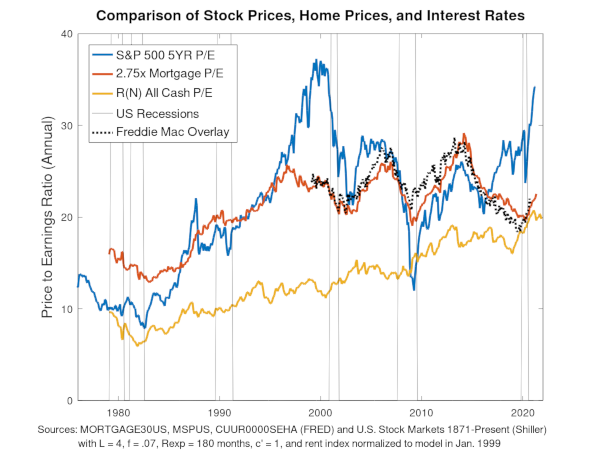 Comparison of Stock Prices, Home Prices, and Interest Rates
40
30
20
10
0
Price to Earnings Ratio (Annual)
S&P 500 5YR P/E
2.75x Mortgage P/E
R(N) All Cash P/E
US Recessions
Freddie Mac Overlay
1980
1990
2000
2010
2020
Sources: MORTGAGE30US, MSPUS, CUUR0000SEHA (FRED) and U.S. Stock Markets 1871-Present (Shiller)
with L = 4, f = .07, Rexp = 180 months, c' = 1, and rent index normalized to model in Jan. 1999